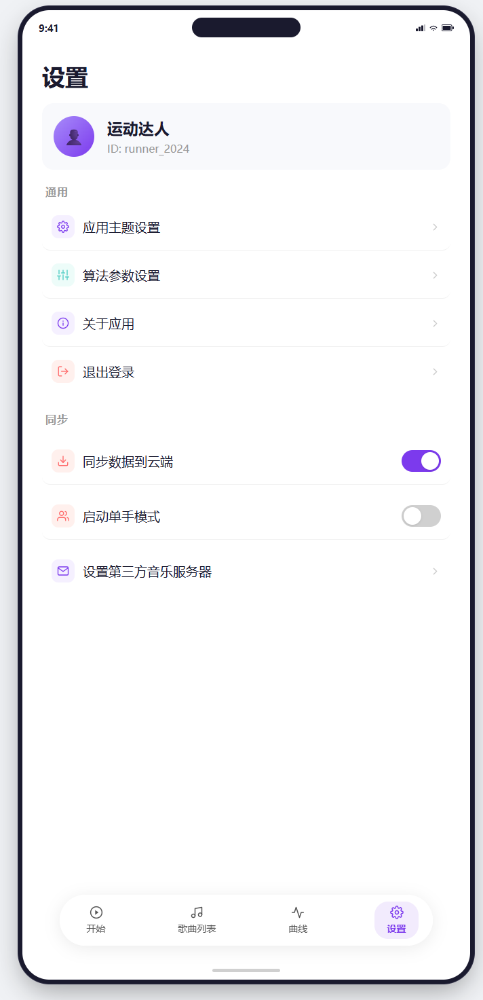 9:41
设置
运动达人
ID: runner_2024
通用
应用主题设置
算法参数设置
关于应用
退出登录
同步
同步数据到云端
启动单手模式
设置第三方音乐服务器
开始
歌曲列表
曲线
设置